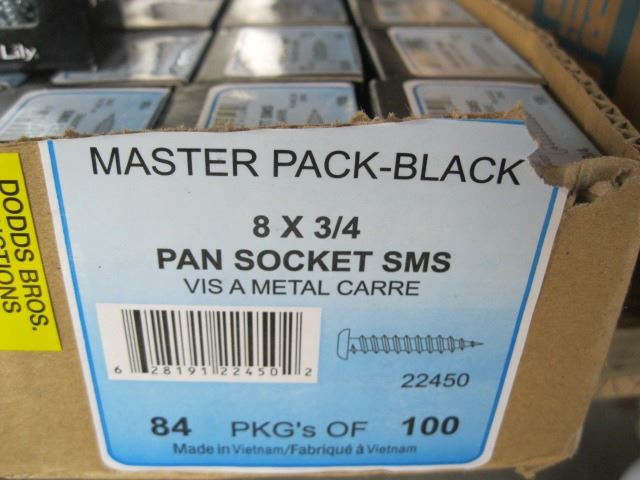 Lily.
MASTER PACK-BLACK
8 X 3/4
PAN SOCKET SMS
VIS A METAL CARRE
6 28191 22450 2
22450
84 PKG's OF 100
Made in Vietnam/Fabriqué à Vietnam
DODDS BROS.